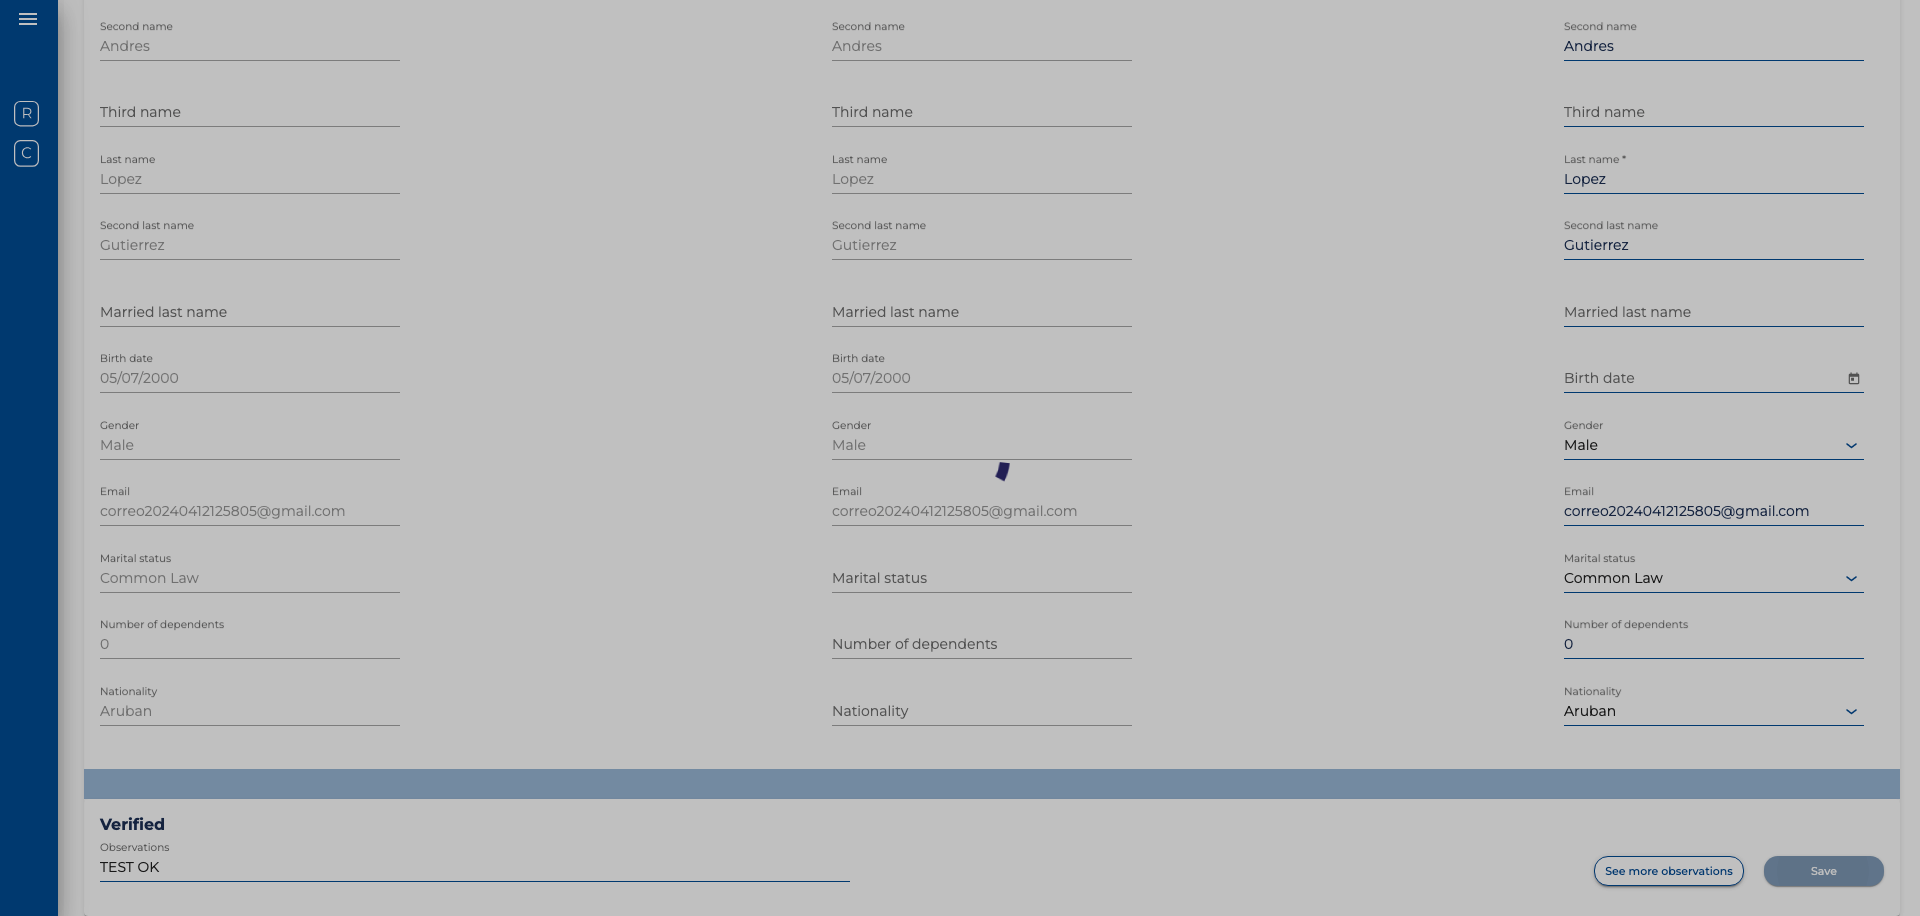 R
C
Second name
Andres
Second name
Andres
Second name
Andres
Third name
Third name
Third name
Last name
Lopez
Last name
Lopez
Last name *
Lopez
Second last name
Gutierrez
Second last name
Gutierrez
Second last name
Gutierrez
Married last name
Married last name
Married last name
Birth date
05/07/2000
Birth date
05/07/2000
Birth date
Gender
Male
Gender
Male
Gender
Male
Email
correo20240412125805@gmail.com
Email
correo20240412125805@gmail.com
Email
correo20240412125805@gmail.com
Marital status
Common Law
Marital status
Marital status
Common Law
Number of dependents
0
Number of dependents
Number of dependents
0
Nationality
Aruban
Nationality
Nationality
Aruban
Verified
Observations
TEST OK
See more observations
Save